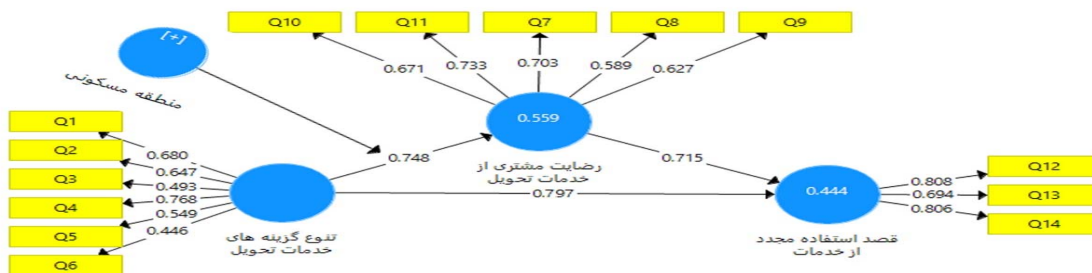 Q10
Q11
Q7
Q8
Q9
[+]
منطقه مسکونی
0.671
0.733
0.703
0.589
0.627
0.559
رضایت مشتری از
خدمات تحویل
Q1
Q2
Q3
Q4
Q5
Q6
0.680
0.647
0.493
0.768
0.549
0.446
تنوع گزینه های
خدمات تحویل
0.748
0.715
0.797
0.444
قصد استفاده مجدد
از خدمات
0.808
0.694
0.806
Q12
Q13
Q14